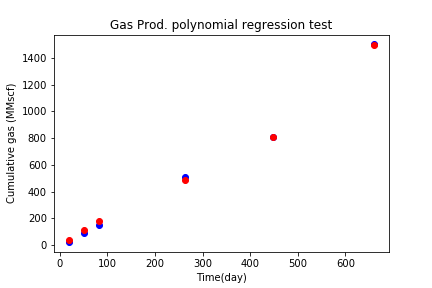 Gas Prod. polynomial regression test
Cumulative gas (MMscf)
1400
1200
1000
800
600
400
200
0
0 100 200 300 400 500 600
Time(day)